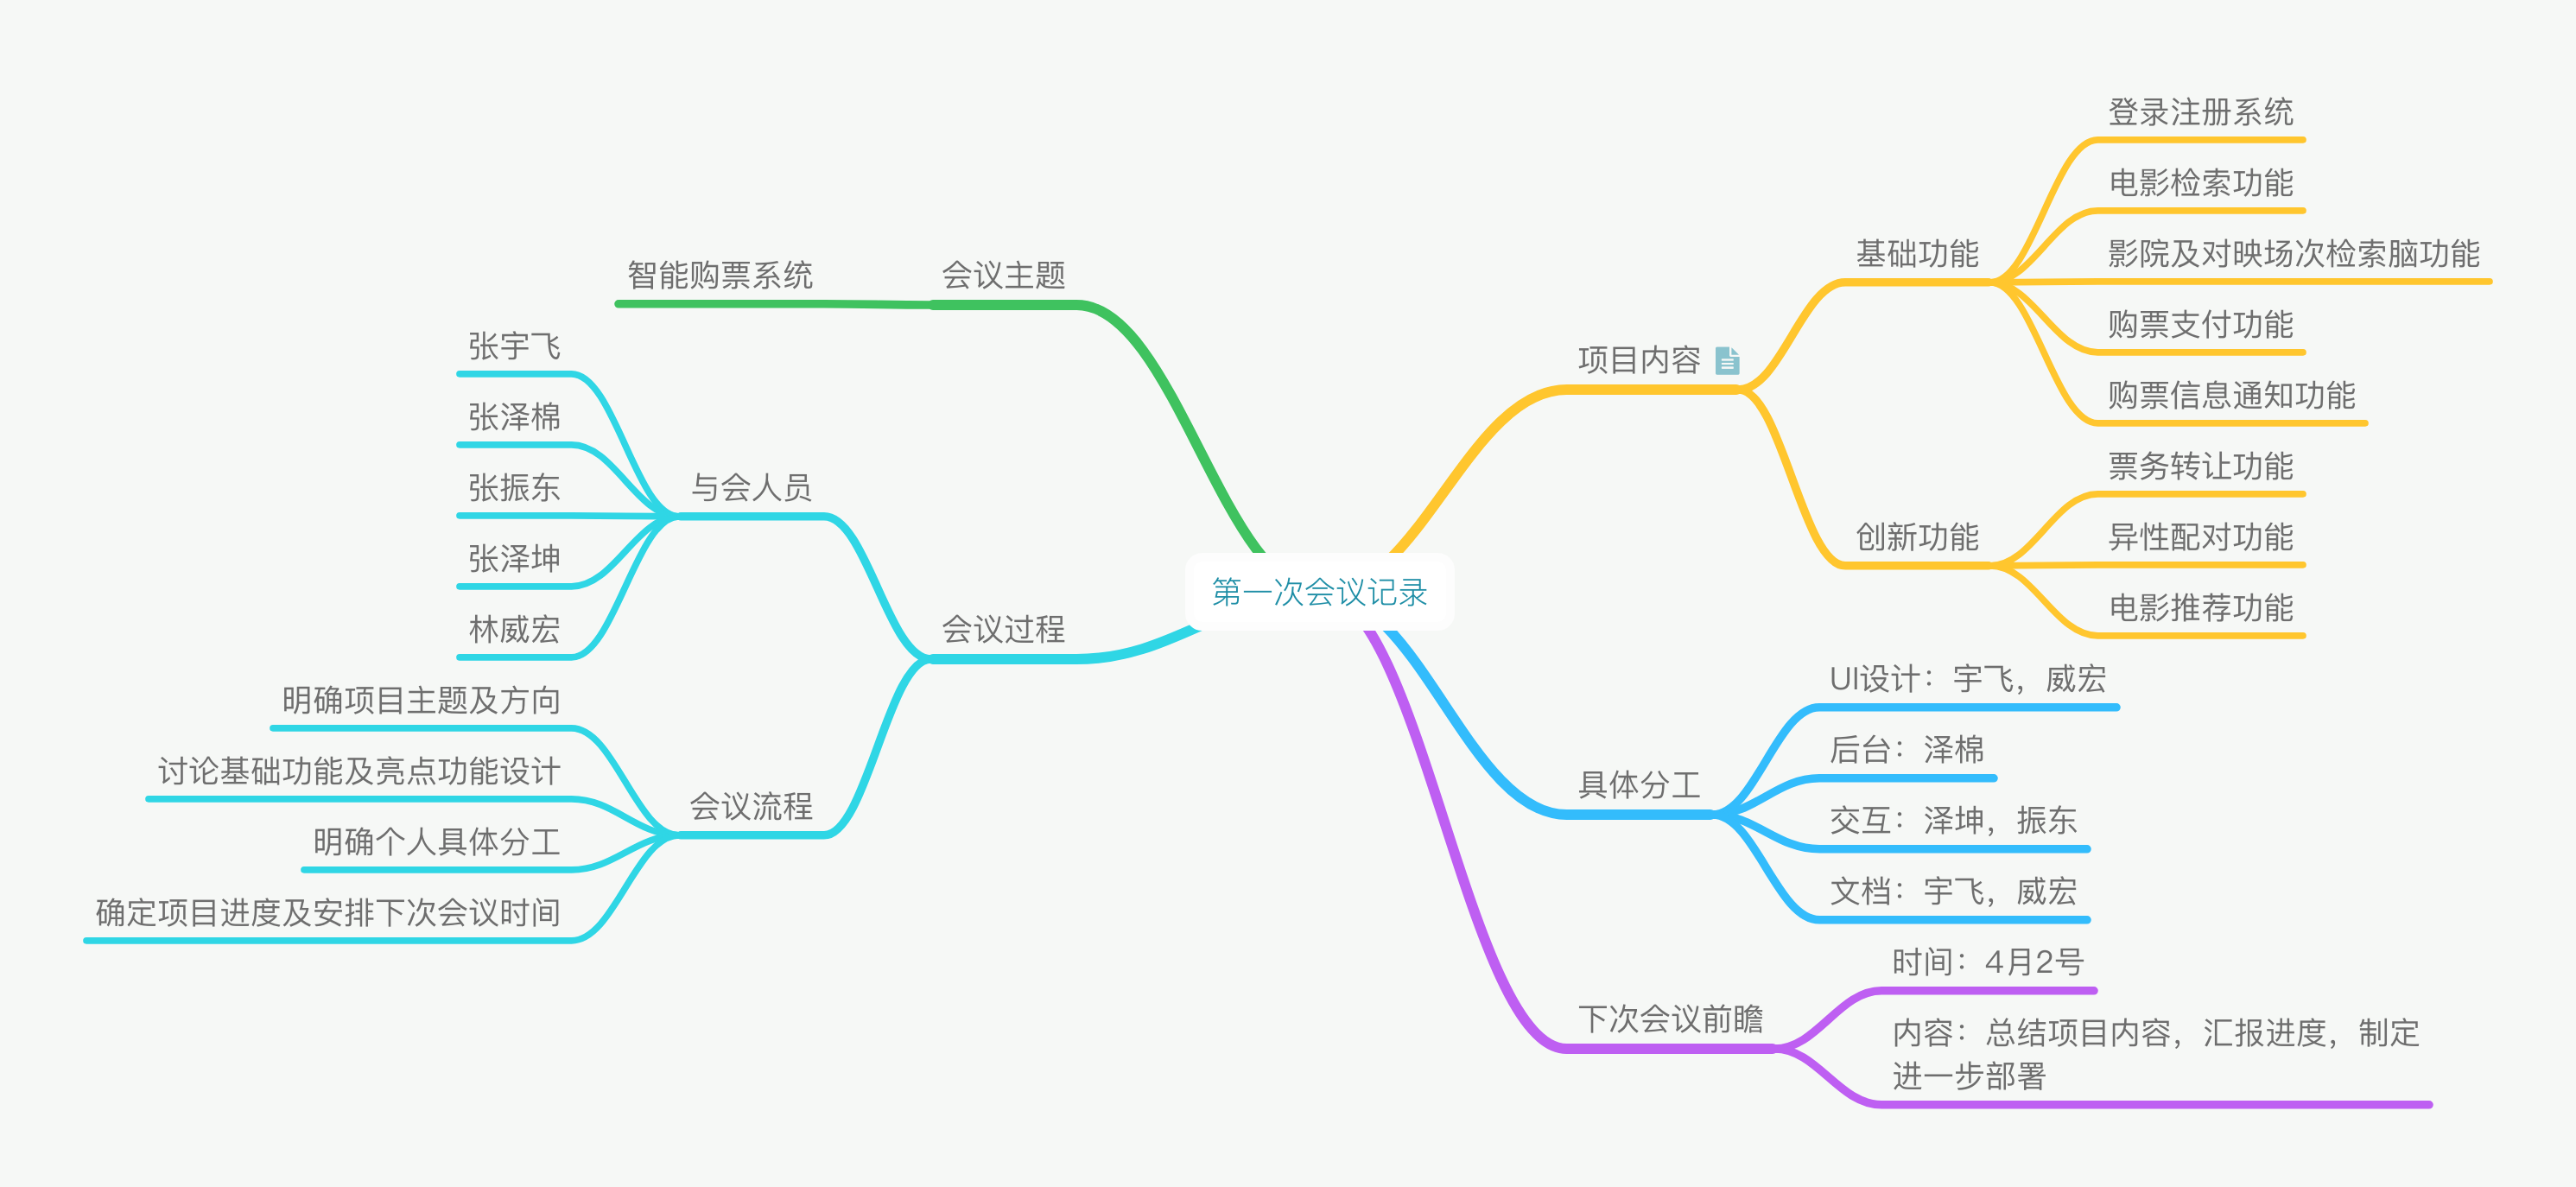 第一次会议记录
会议主题
智能购票系统
会议过程
与会人员
张宇飞
张泽棉
张振东
张泽坤
林威宏
会议流程
明确项目主题及方向
讨论基础功能及亮点功能设计
明确个人具体分工
确定项目进度及安排下次会议时间
项目内容
基础功能
登录注册系统
电影检索功能
影院及对映场次检索脑功能
购票支付功能
购票信息通知功能
创新功能
票务转让功能
异性配对功能
电影推荐功能
具体分工
UI设计：宇飞，威宏
后台：泽棉
交互：泽坤，振东
文档：宇飞，威宏
下次会议前瞻
时间：4月2号
内容：总结项目内容，汇报进度，制定
进一步部署